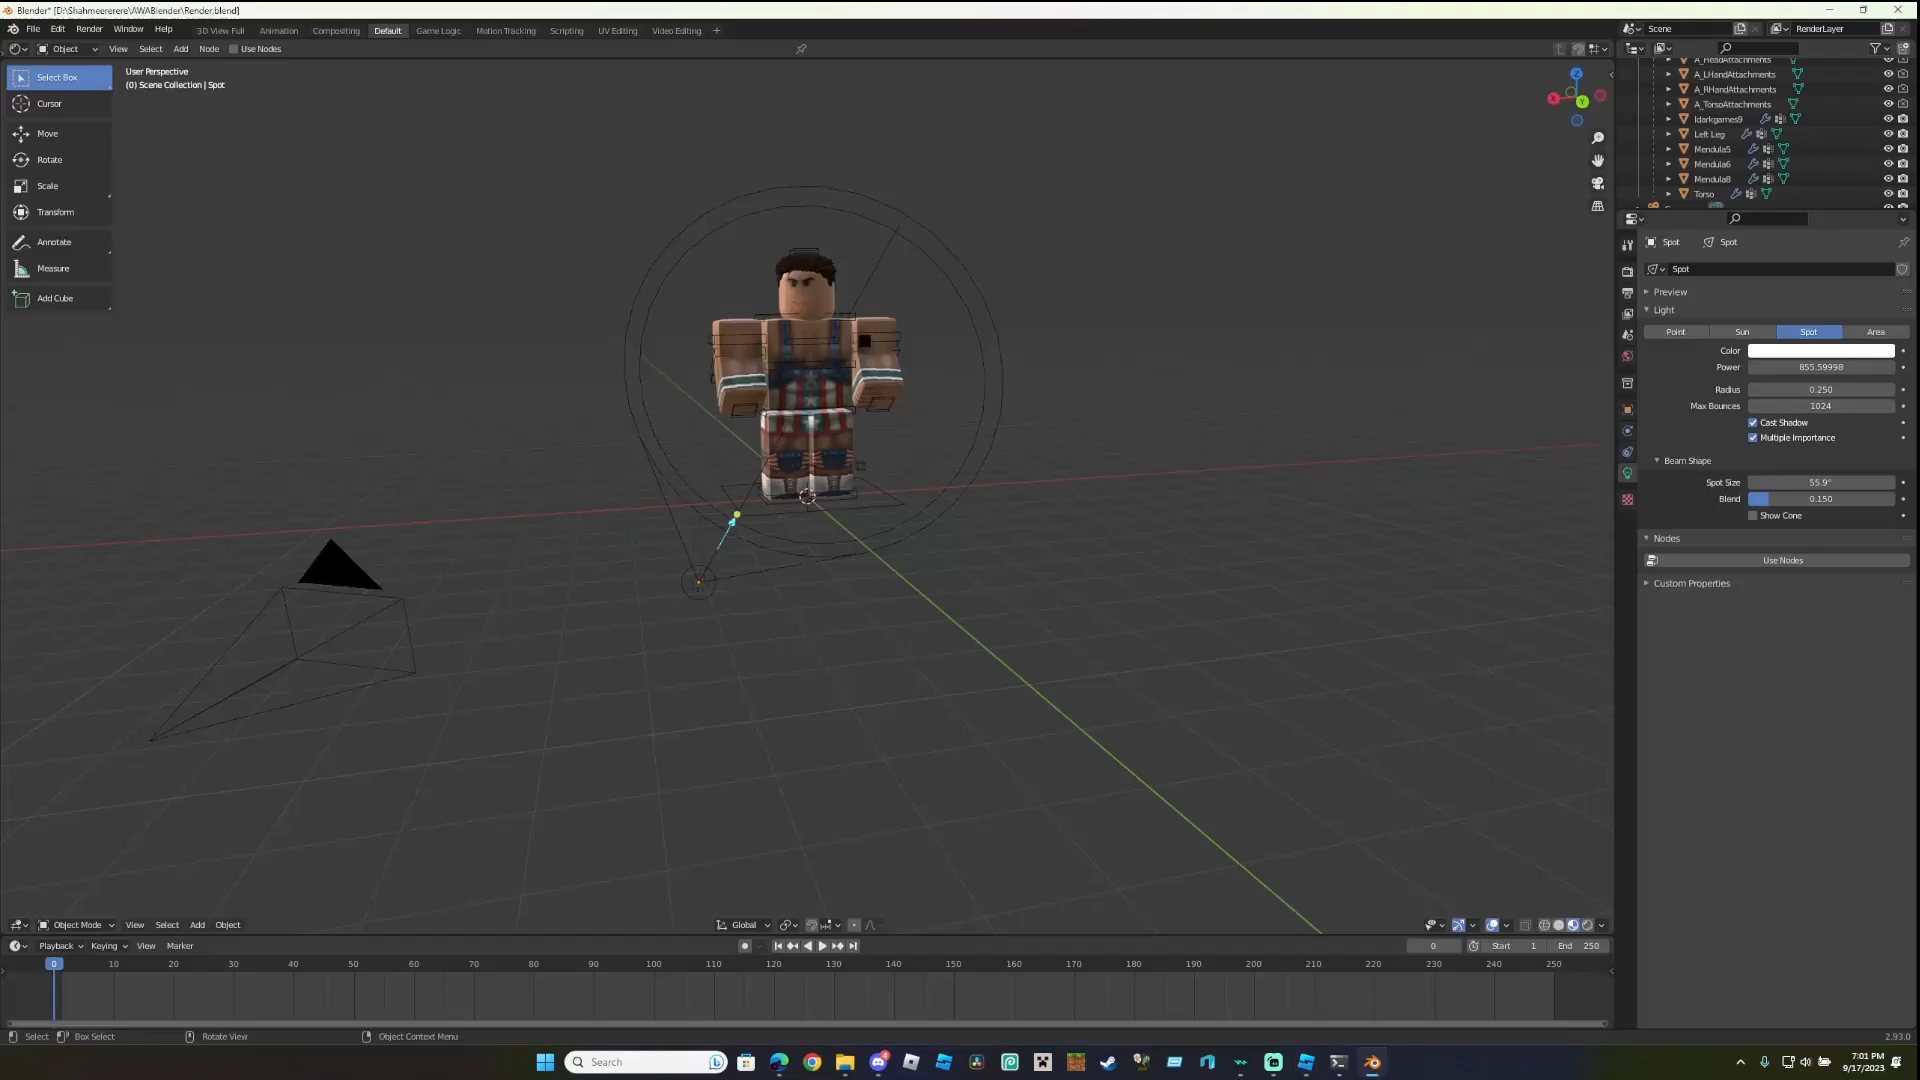 Blender* [D:\Shahmeererere\AWABlender\Render.blend]
File Edit Render Window Help 3D View Full Animation Compositing Default Game Logic Motion Tracking Scripting UV Editing Video Editing +
Scene RenderLayer
Object View Select Add Node Use Nodes
Select Box
Cursor
Move
Rotate
Scale
Transform
Annotate
Measure
Add Cube
User Perspective
(0) Scene Collection | Spot
Z
X
Y
A_HeadAttachments
A_LHandAttachments
A_RHandAttachments
A_TorsoAttachments
Idarkgames9
Left Leg
Mendula5
Mendula6
Mendula8
Torso
Spot Spot
Spot
Preview
Light
Point Sun Spot Area
Color
Power 855.59998
Radius 0.250
Max Bounces 1024
Cast Shadow
Multiple Importance
Beam Shape
Spot Size 55.9°
Blend 0.150
Show Cone
Nodes
Use Nodes
Custom Properties
Object Mode View Select Add Object Global
Playback Keying View Marker 0 Start 1 End 250
0 10 20 30 40 50 60 70 80 90 100 110 120 130 140 150 160 170 180 190 200 210 220 230 240 250
Select Box Select Rotate View Object Context Menu 2.93.0
Search
4
7:01 PM
9/17/2023